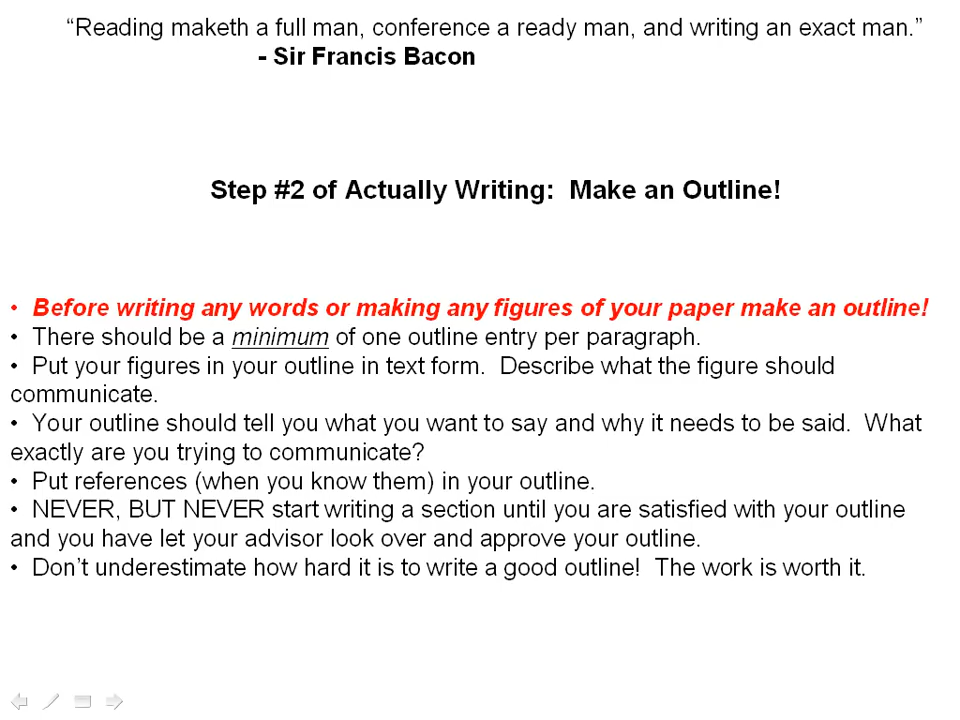 “Reading maketh a full man, conference a ready man, and writing an exact man.”
- Sir Francis Bacon
Step #2 of Actually Writing:  Make an Outline!
• Before writing any words or making any figures of your paper make an outline!
• There should be a minimum of one outline entry per paragraph.
• Put your figures in your outline in text form.  Describe what the figure should
communicate.
• Your outline should tell you what you want to say and why it needs to be said.  What
exactly are you trying to communicate?
• Put references (when you know them) in your outline.
• NEVER, BUT NEVER start writing a section until you are satisfied with your outline
and you have let your advisor look over and approve your outline.
• Don’t underestimate how hard it is to write a good outline!  The work is worth it.